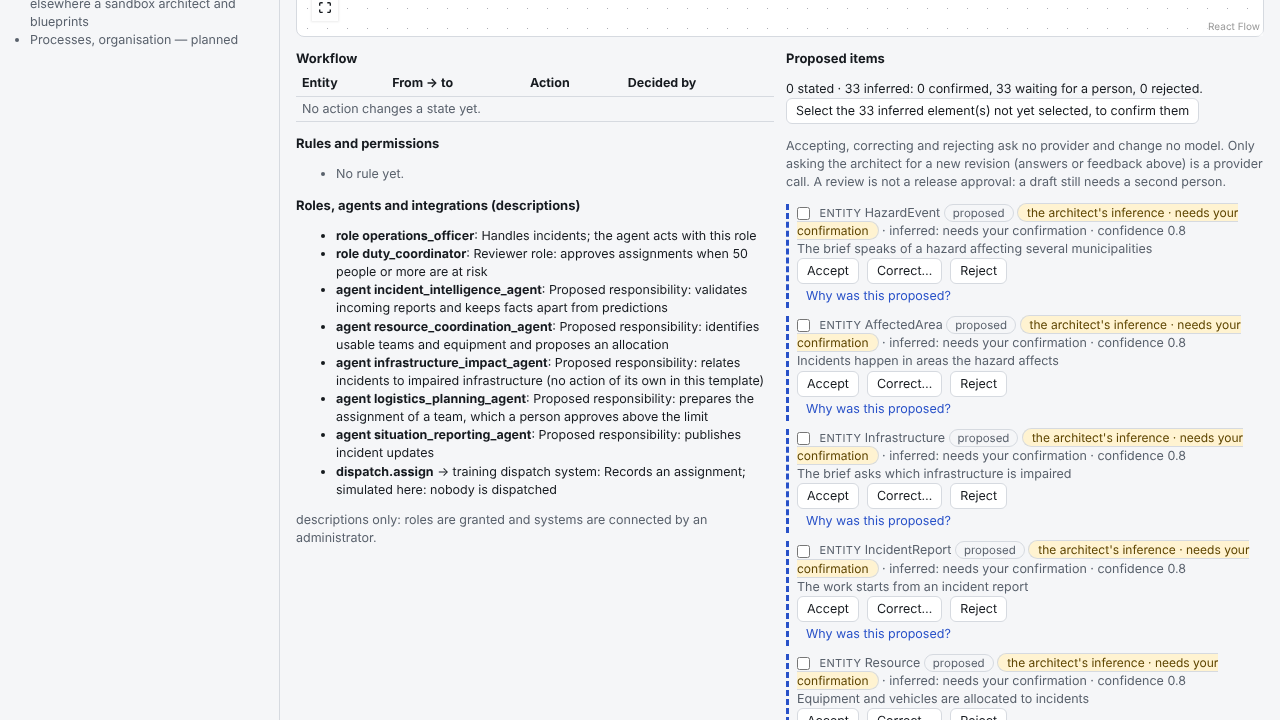 elsewhere a sandbox architect and
blueprints
Processes, organisation — planned
React Flow
Workflow
Entity From → to Action Decided by
No action changes a state yet.
Rules and permissions
No rule yet.
Roles, agents and integrations (descriptions)
role operations_officer: Handles incidents; the agent acts with this role
role duty_coordinator: Reviewer role: approves assignments when 50
people or more are at risk
agent incident_intelligence_agent: Proposed responsibility: validates
incoming reports and keeps facts apart from predictions
agent resource_coordination_agent: Proposed responsibility: identifies
usable teams and equipment and proposes an allocation
agent infrastructure_impact_agent: Proposed responsibility: relates
incidents to impaired infrastructure (no action of its own in this template)
agent logistics_planning_agent: Proposed responsibility: prepares the
assignment of a team, which a person approves above the limit
agent situation_reporting_agent: Proposed responsibility: publishes
incident updates
dispatch.assign → training dispatch system: Records an assignment;
simulated here: nobody is dispatched
descriptions only: roles are granted and systems are connected by an
administrator.
Proposed items
0 stated · 33 inferred: 0 confirmed, 33 waiting for a person, 0 rejected.
Select the 33 inferred element(s) not yet selected, to confirm them
Accepting, correcting and rejecting ask no provider and change no model. Only
asking the architect for a new revision (answers or feedback above) is a provider
call. A review is not a release approval: a draft still needs a second person.
ENTITY HazardEvent proposed the architect's inference · needs your
confirmation · inferred: needs your confirmation · confidence 0.8
The brief speaks of a hazard affecting several municipalities
Accept Correct... Reject
Why was this proposed?
ENTITY AffectedArea proposed the architect's inference · needs your
confirmation · inferred: needs your confirmation · confidence 0.8
Incidents happen in areas the hazard affects
Accept Correct... Reject
Why was this proposed?
ENTITY Infrastructure proposed the architect's inference · needs your
confirmation · inferred: needs your confirmation · confidence 0.8
The brief asks which infrastructure is impaired
Accept Correct... Reject
Why was this proposed?
ENTITY IncidentReport proposed the architect's inference · needs your
confirmation · inferred: needs your confirmation · confidence 0.8
The work starts from an incident report
Accept Correct... Reject
Why was this proposed?
ENTITY Resource proposed the architect's inference · needs your
confirmation · inferred: needs your confirmation · confidence 0.8
Equipment and vehicles are allocated to incidents
Accept Correct... Reject